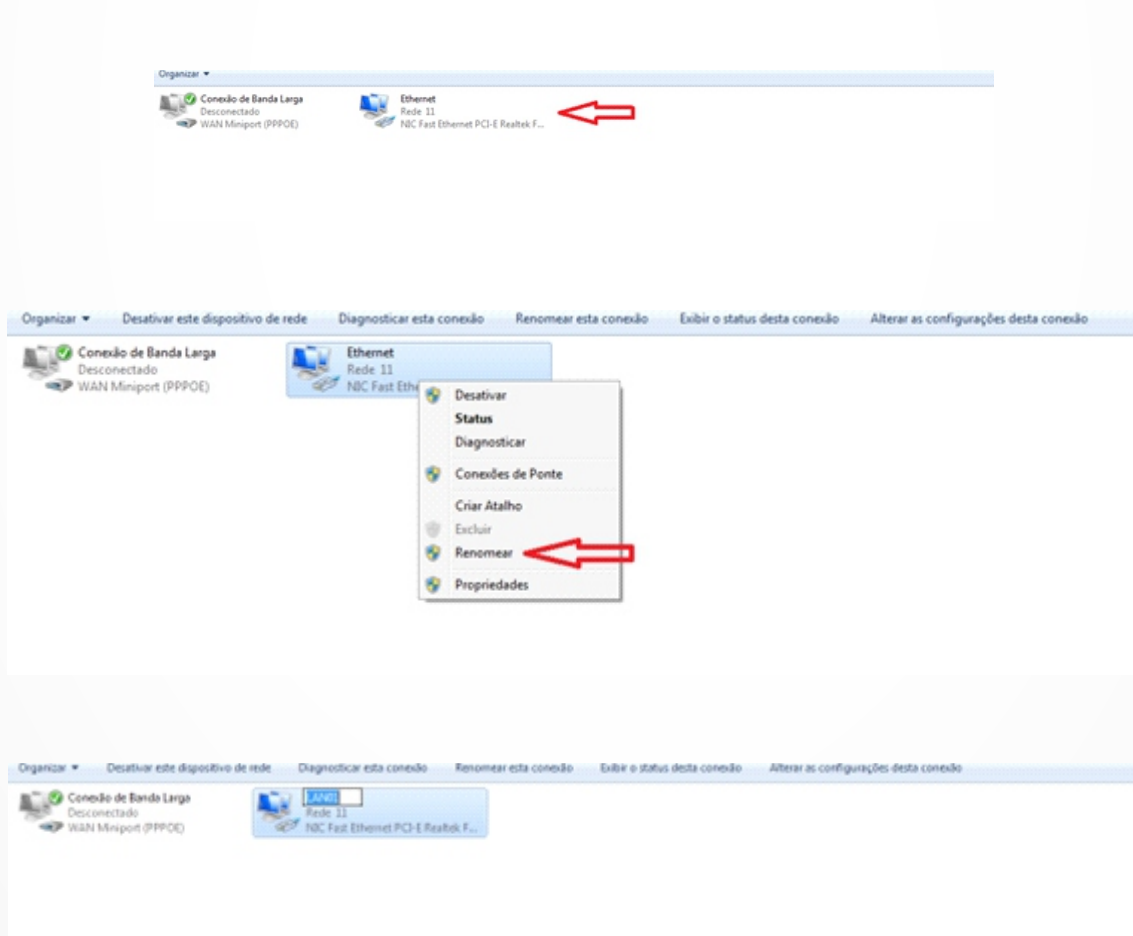 Organizar
Conexão de Banda Larga
Desconectado
WAN Miniport (PPPOE)
Ethernet
Rede 11
NIC Fast Ethernet PCI-E Realtek F...
Organizar Desativar este dispositivo de rede Diagnosticar esta conexão Renomear esta conexão Exibir o status desta conexão Alterar as configurações desta conexão
Conexão de Banda Larga
Desconectado
WAN Miniport (PPPOE)
Ethernet
Rede 11
NIC Fast Ethe
Desativar
Status
Diagnosticar
Conexões de Ponte
Criar Atalho
Excluir
Renomear
Propriedades
Organizar Desativar este dispositivo de rede Diagnosticar esta conexão Renomear esta conexão Exibir o status desta conexão Alterar as configurações desta conexão
Conexão de Banda Larga
Desconectado
WAN Miniport (PPPOE)
LAN01
Rede 11
NIC Fast Ethernet PCI-E Realtek F...